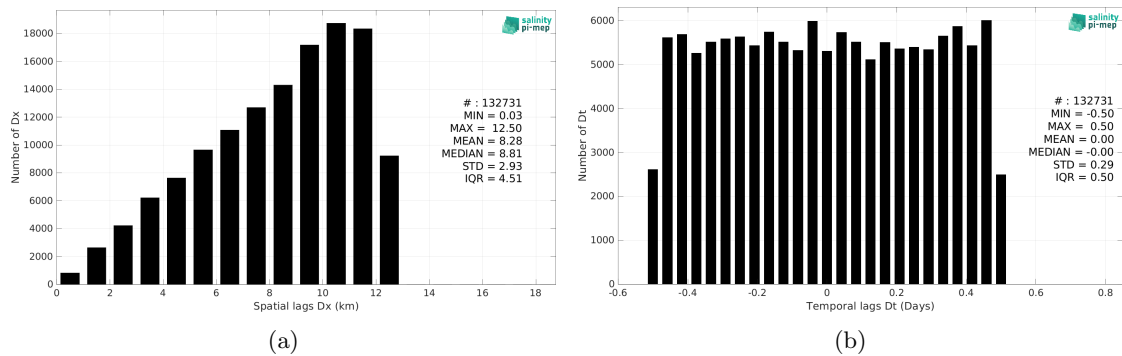 18000
16000
14000
12000
10000
8000
6000
4000
2000
0
Number of Dx
salinity
pi-mep
# : 132731
MIN = 0.03
MAX = 12.50
MEAN = 8.28
MEDIAN = 8.81
STD = 2.93
IQR = 4.51
0 2 4 6 8 10 12 14 16 18
Spatial lags Dx (km)
(a)
6000
5000
4000
3000
2000
1000
0
Number of Dt
salinity
pi-mep
# : 132731
MIN = -0.50
MAX = 0.50
MEAN = 0.00
MEDIAN = -0.00
STD = 0.29
IQR = 0.50
-0.6 -0.4 -0.2 0 0.2 0.4 0.6 0.8
Temporal lags Dt (Days)
(b)